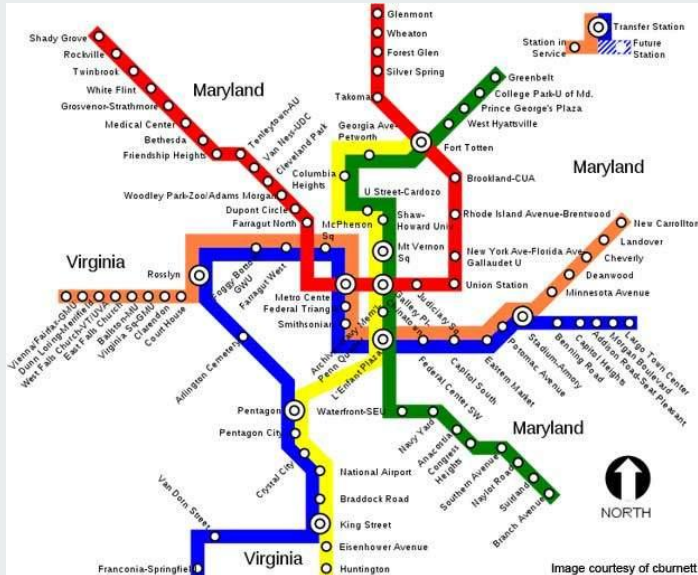 Glenmont
Wheaton
Forest Glen
Silver Spring
Takoma
Transfer Station
Station in
Service
Future
Station
Shady Grove
Rockville
Twinbrook
White Flint
Grosvenor-Strathmore
Medical Center
Bethesda
Friendship Heights
Maryland
Tenleytown-AU
Van Ness-UDC
Cleveland Park
Woodley Park-Zoo/Adams Morgan
Dupont Circle
Farragut North
Georgia Ave-
Petworth
Columbia
Heights
U Street-Cardozo
Shaw-
Howard Univ
Mt Vernon
Sq
Greenbelt
College Park-U of Md.
Prince George's Plaza
West Hyattsville
Fort Totten
Maryland
Brookland-CUA
Rhode Island Avenue-Brentwood
New York Ave-Florida Ave
Gallaudet U
Union Station
New Carrollton
Landover
Cheverly
Deanwood
Minnesota Avenue
Virginia
Rosslyn
McPherson
Sq
Foggy Bottom
GWU
Farragut West
Metro Center
Federal Triang
Smithsonian
Judiciary Sq
Vienna/Fairfax-GMU
Dunn Loring-Merrifield
West Falls Church-VT/UVA
East Falls Church
Ballston-MU
Virginia Sq-GMU
Clarendon
Court House
Arlington Cemetery
L'Enfant Plaza
Federal Center SW
Capitol South
Eastern Market
Potomac Avenue
Stadium-Armory
Benning Road
Capitol Heights
Addison Road-Seat Pleasant
Morgan Boulevard
Largo Town Center
Pentagon
Pentagon City
Crystal City
National Airport
Braddock Road
King Street
Eisenhower Avenue
Huntington
Van Dorn Street
Franconia-Springfield
Virginia
Waterfront-SEU
Navy Yard
Anacostia
Congress
Heights
Southern Avenue
Naylor Road
Suitland
Branch Avenue
Maryland
NORTH
Image courtesy of cburnett